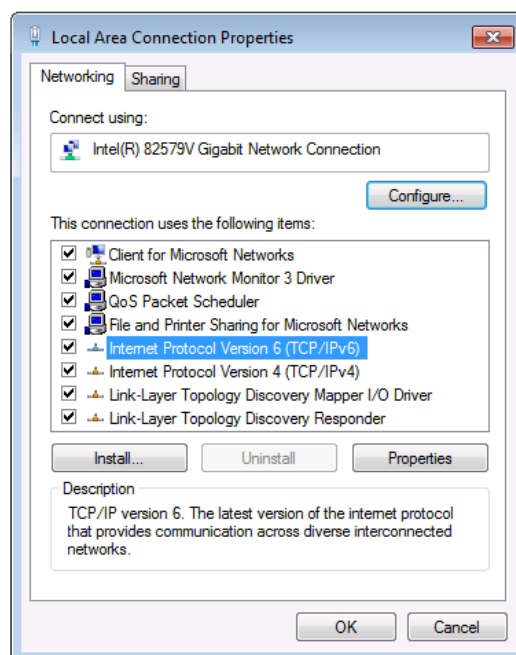 Local Area Connection Properties
Networking
Sharing
Connect using:
Intel(R) 82579V Gigabit Network Connection
Configure...
This connection uses the following items:
Client for Microsoft Networks
Microsoft Network Monitor 3 Driver
QoS Packet Scheduler
File and Printer Sharing for Microsoft Networks
Internet Protocol Version 6 (TCP/IPv6)
Internet Protocol Version 4 (TCP/IPv4)
Link-Layer Topology Discovery Mapper I/O Driver
Link-Layer Topology Discovery Responder
Install...
Uninstall
Properties
Description
TCP/IP version 6. The latest version of the internet protocol
that provides communication across diverse interconnected
networks.
OK
Cancel